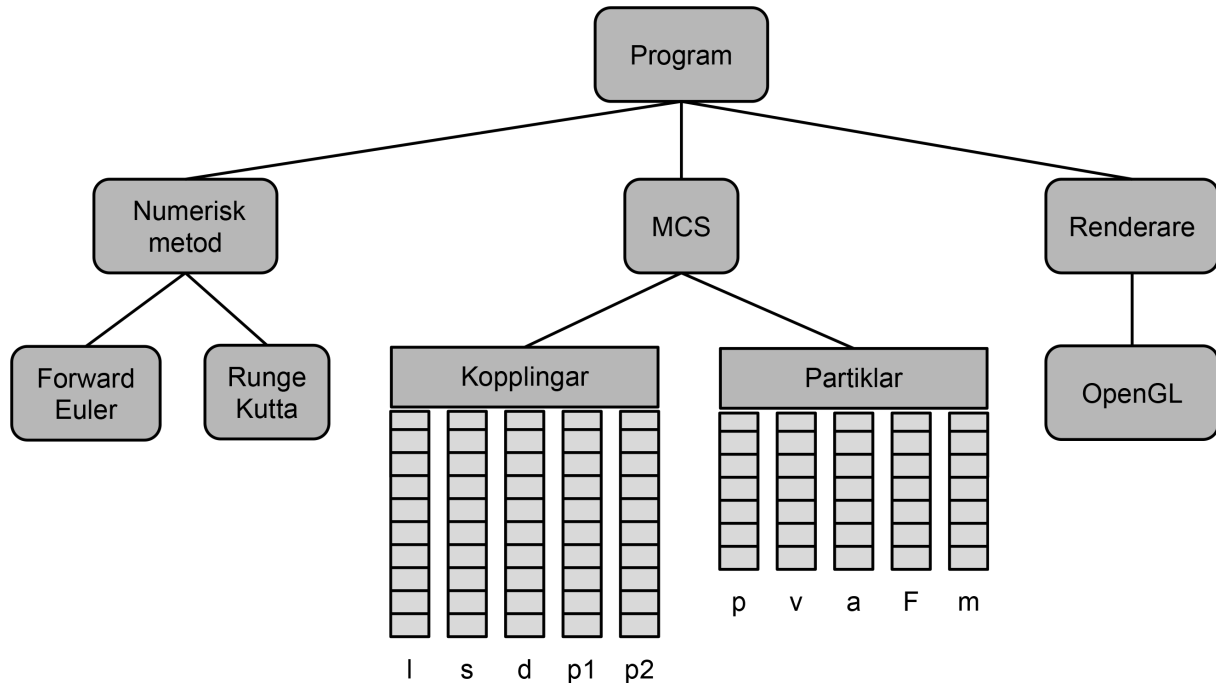 Program
Numerisk
metod
MCS
Renderare
Forward
Euler
Runge
Kutta
Kopplingar
Partiklar
OpenGL
p v a F m
l s d p1 p2